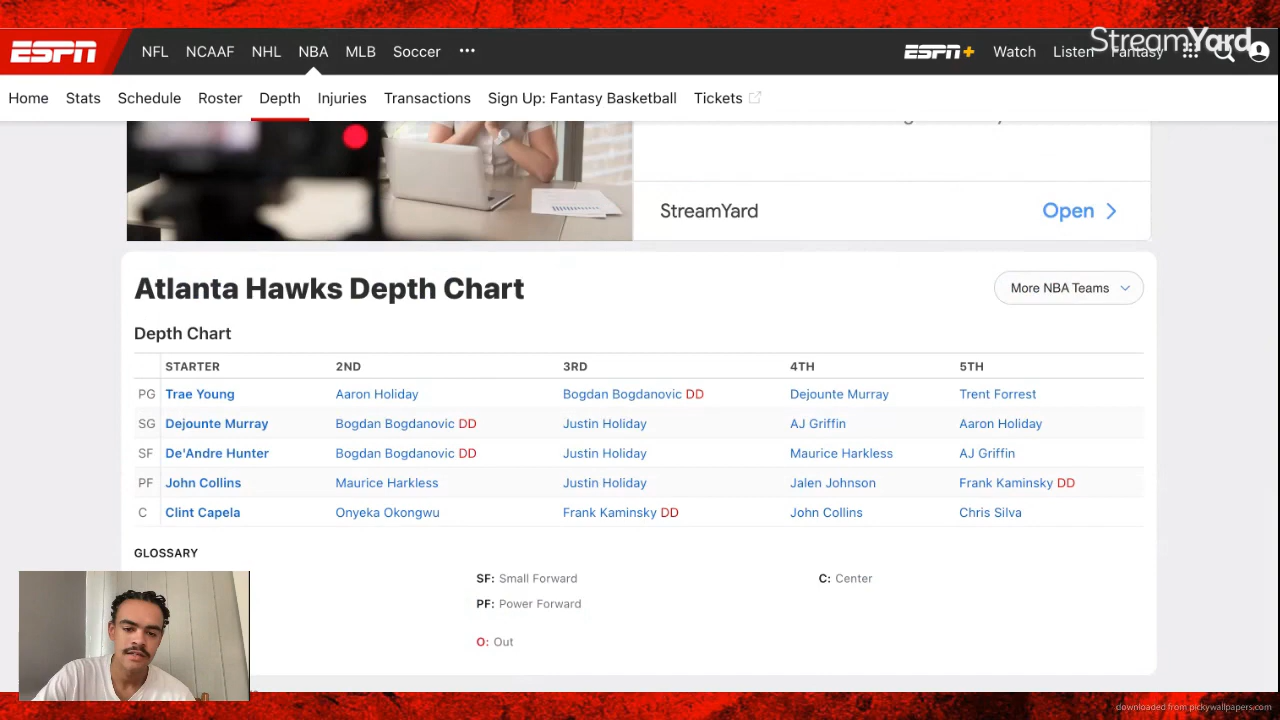 StreamYard
ESPN NFL NCAAF NHL NBA MLB Soccer ••• ESPN+ Watch Listen Fantasy
Home Stats Schedule Roster Depth Injuries Transactions Sign Up: Fantasy Basketball Tickets
StreamYard Open
Atlanta Hawks Depth Chart More NBA Teams
Depth Chart
STARTER 2ND 3RD 4TH 5TH
PG Trae Young Aaron Holiday Bogdan Bogdanovic DD Dejounte Murray Trent Forrest
SG Dejounte Murray Bogdan Bogdanovic DD Justin Holiday AJ Griffin Aaron Holiday
SF De'Andre Hunter Bogdan Bogdanovic DD Justin Holiday Maurice Harkless AJ Griffin
PF John Collins Maurice Harkless Justin Holiday Jalen Johnson Frank Kaminsky DD
C Clint Capela Onyeka Okongwu Frank Kaminsky DD John Collins Chris Silva
GLOSSARY
SF: Small Forward C: Center
PF: Power Forward
O: Out
downloaded from pickywallpapers.com